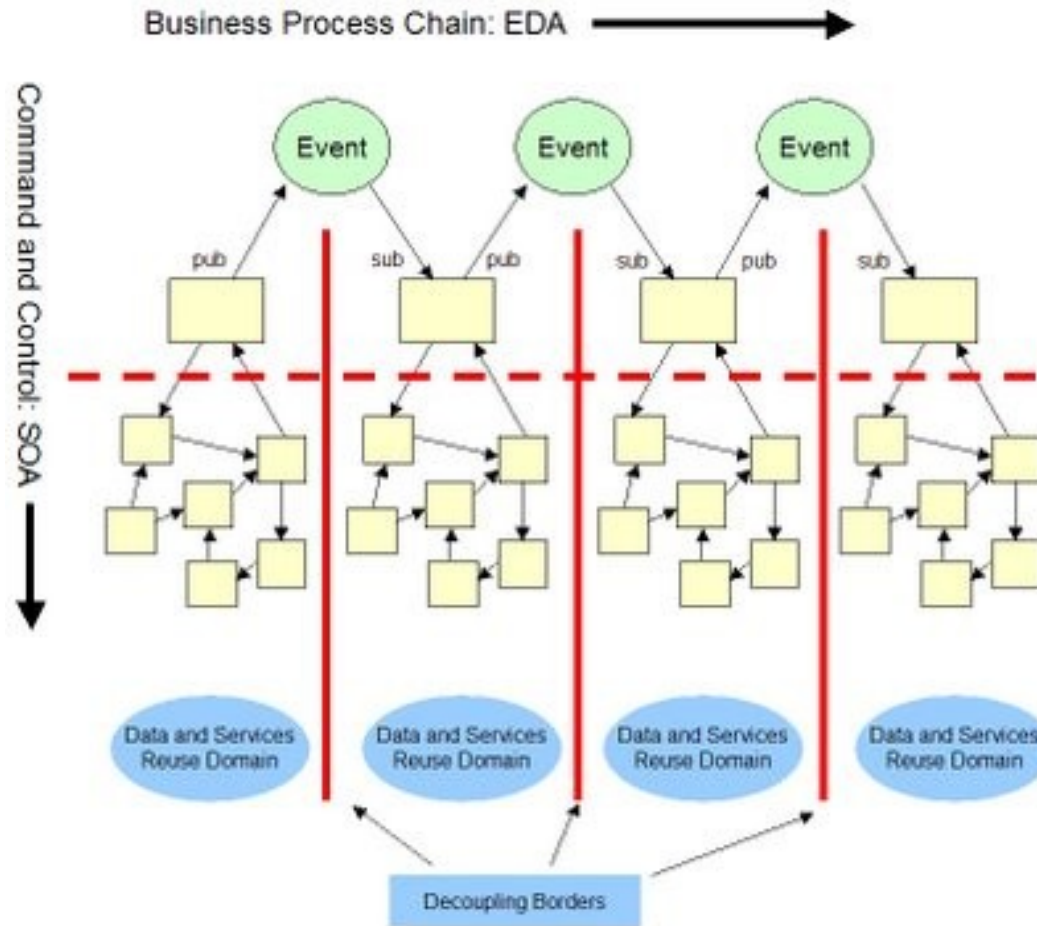 Business Process Chain: EDA
Command and Control: SOA
Event
Event
Event
pub
sub
pub
sub
pub
sub
Data and Services
Reuse Domain
Data and Services
Reuse Domain
Data and Services
Reuse Domain
Data and Services
Reuse Domain
Decoupling Borders